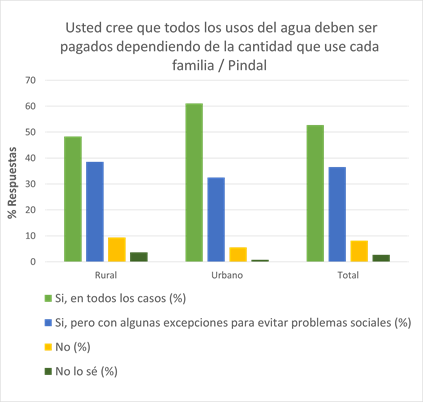 Usted cree que todos los usos del agua deben ser
pagados dependiendo de la cantidad que use cada
familia / Pindal
% Respuestas
70
60
50
40
30
20
10
0
Rural Urbano Total
Si, en todos los casos (%)
Si, pero con algunas excepciones para evitar problemas sociales (%)
No (%)
No lo sé (%)